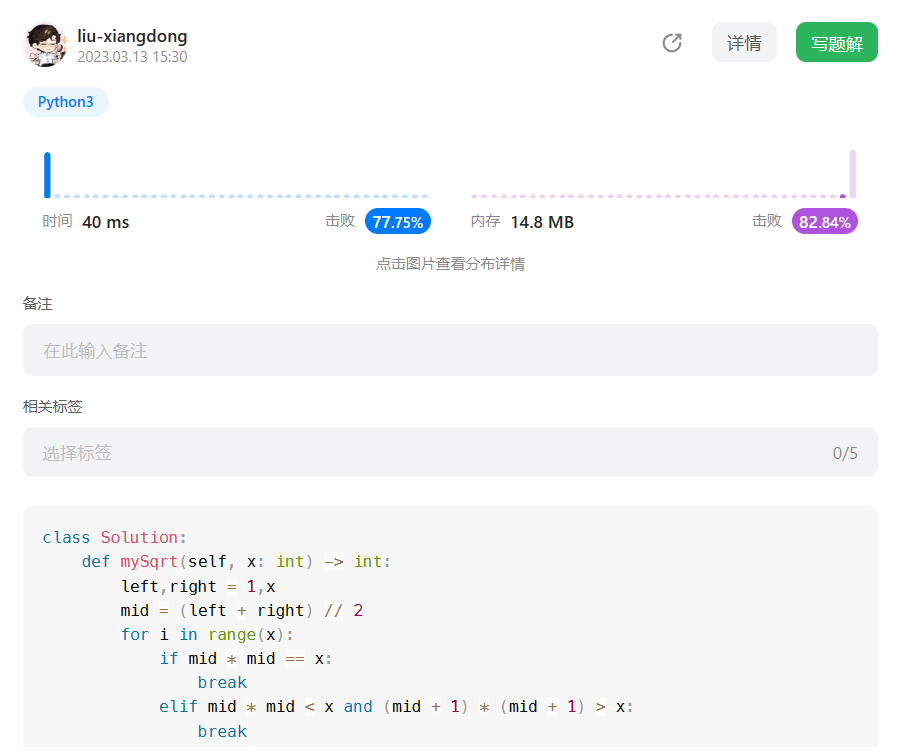 liu-xiangdong
2023.03.13 15:30
详情
写题解
Python3
时间 40 ms 击败 77.75% 内存 14.8 MB 击败 82.84%
点击图片查看分布详情
备注
在此输入备注
相关标签
选择标签 0/5
class Solution:
    def mySqrt(self, x: int) -> int:
        left,right = 1,x
        mid = (left + right) // 2
        for i in range(x):
            if mid * mid == x:
                break
            elif mid * mid < x and (mid + 1) * (mid + 1) > x:
                break